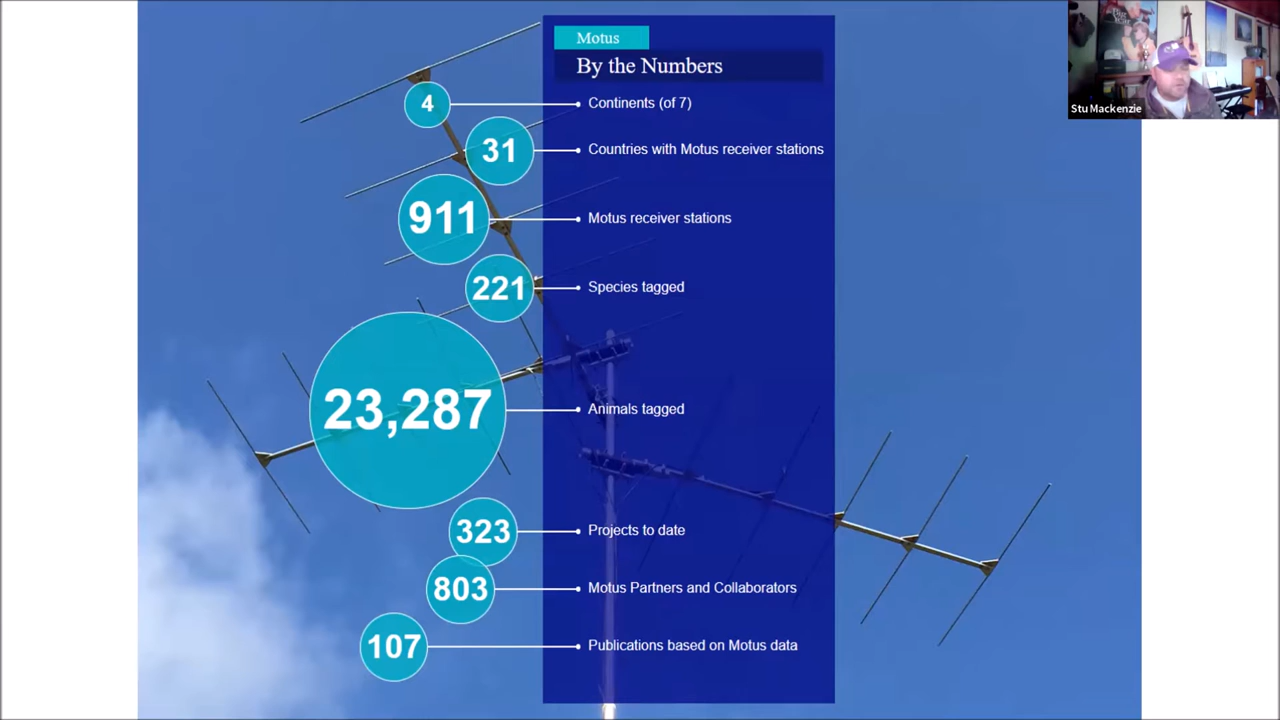 Motus
By the Numbers
4 Continents (of 7)
31 Countries with Motus receiver stations
911 Motus receiver stations
221 Species tagged
23,287 Animals tagged
323 Projects to date
803 Motus Partners and Collaborators
107 Publications based on Motus data
Stu Mackenzie